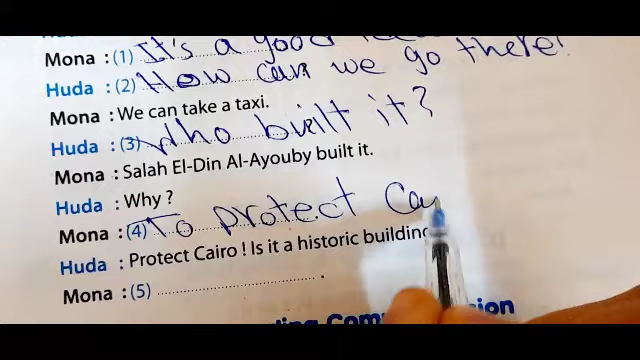 Mona : (1) It's a good
Huda : (2) How can we go there!
Mona : We can take a taxi.
Huda : (3) Who built it?
Mona : Salah El-Din Al-Ayouby built it.
Huda : Why ?
Mona : (4) To protect Cai
Huda : Protect Cairo ! Is it a historic building
Mona : (5) .